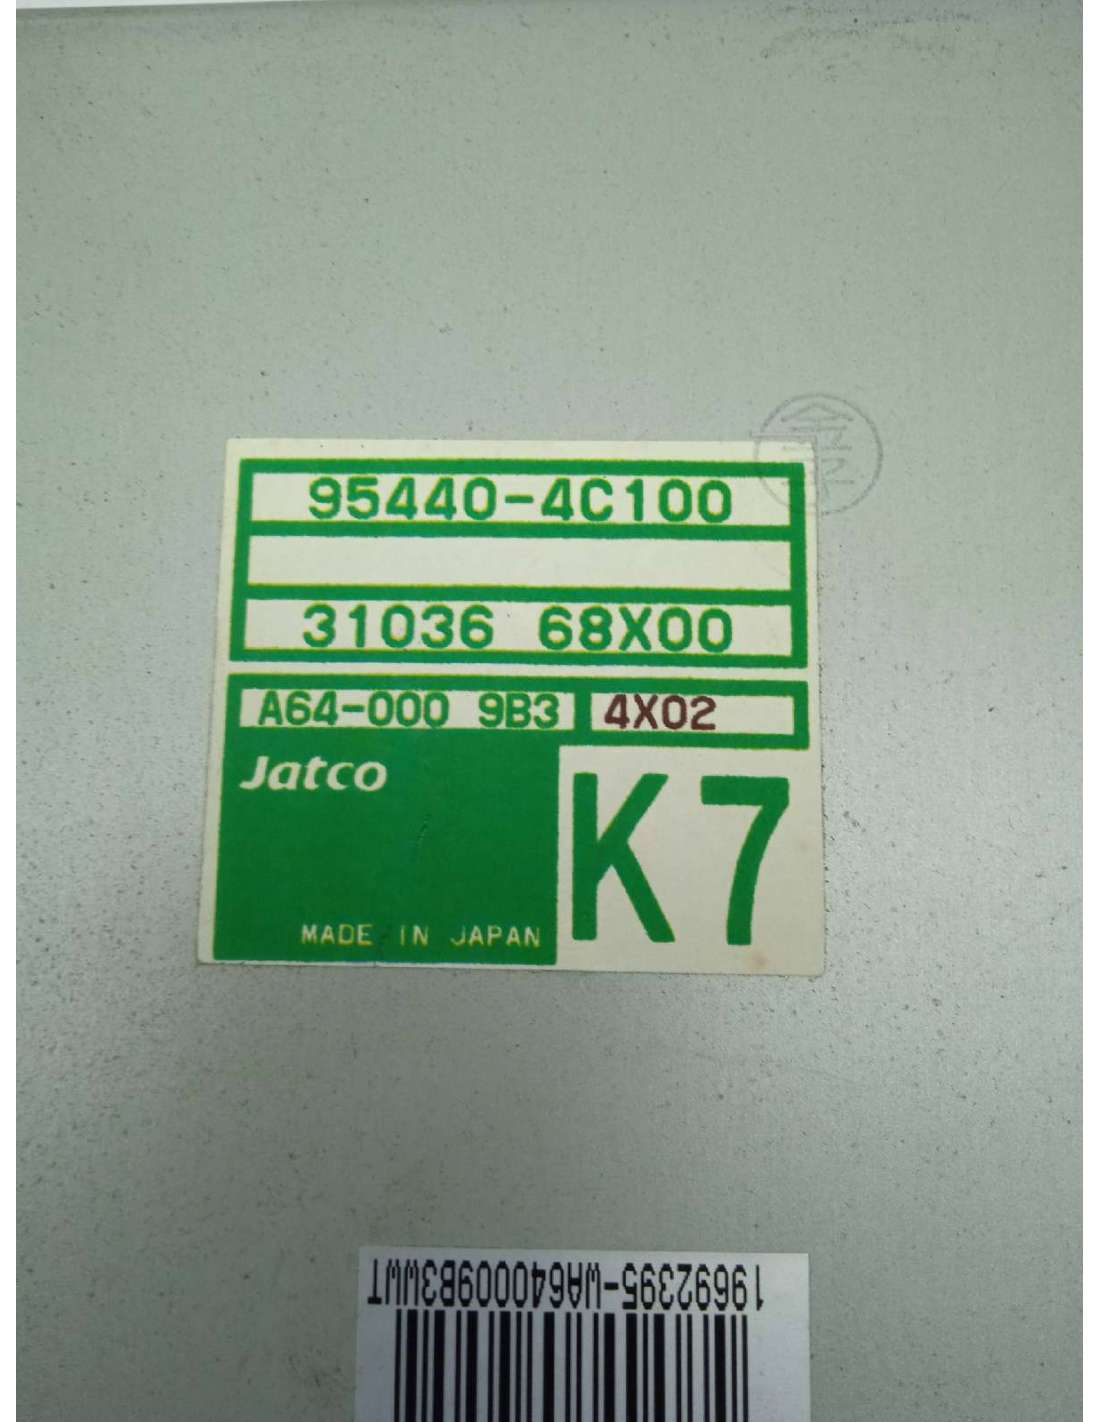 95440-4C100
31036 68X00
A64-000 9B3 4X02
Jatco
K7
MADE IN JAPAN
19692395-WA640009B3WWT